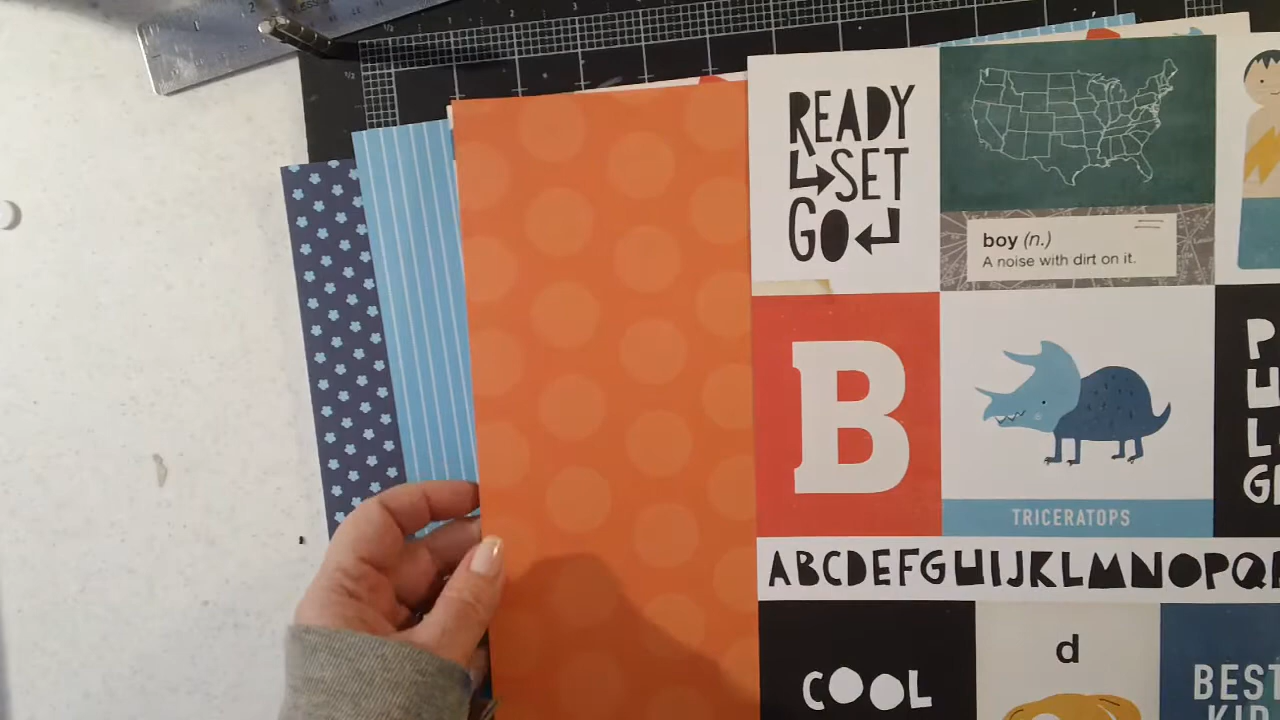 READY
SET
GO
boy (n.)
A noise with dirt on it.
B
TRICERATOPS
ABCDEFGHIJKLMNOPQ
COOL
d
BEST